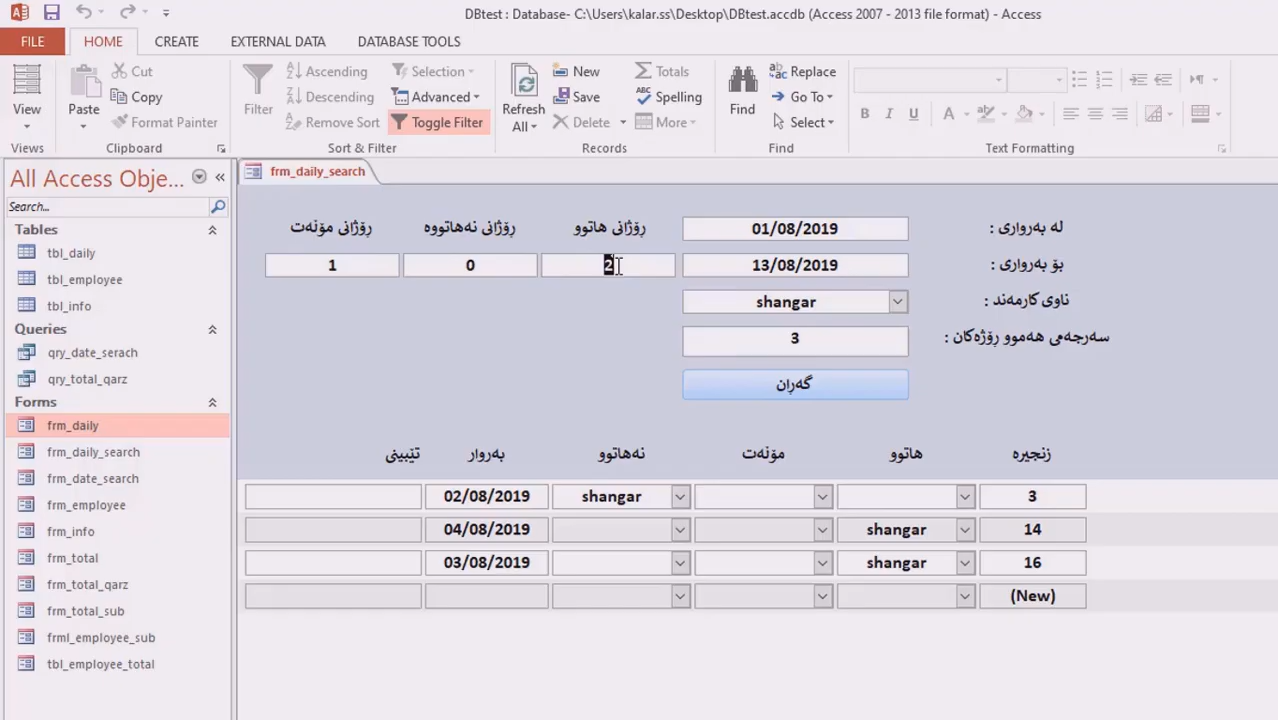 DBtest : Database- C:\Users\kalar.ss\Desktop\DBtest.accdb (Access 2007 - 2013 file format) - Access
FILE HOME CREATE EXTERNAL DATA DATABASE TOOLS
View
Views
Paste
Cut
Copy
Format Painter
Clipboard
Filter
Ascending
Descending
Remove Sort
Selection
Advanced
Toggle Filter
Sort & Filter
Refresh All
New
Save
Delete
Totals
Spelling
More
Records
Find
Replace
Go To
Select
Find
B I U A
Text Formatting
All Access Obje...
Search...
Tables
tbl_daily
tbl_employee
tbl_info
Queries
qry_date_serach
qry_total_qarz
Forms
frm_daily
frm_daily_search
frm_date_search
frm_employee
frm_info
frm_total
frm_total_qarz
frm_total_sub
frml_employee_sub
tbl_employee_total
frm_daily_search
لە بەرواری : 01/08/2019 ڕۆژانی هاتوو ڕۆژانی نەهاتووە ڕۆژانی مۆنەت
بۆ بەرواری : 13/08/2019 2 0 1
ناوی کارمەند : shangar
سەرجەمی هەموو ڕۆژەکان : 3
گەڕان
زنجیرە هاتوو مۆنەت نەهاتوو بەروار تێبینی
3 shangar 02/08/2019
14 shangar 04/08/2019
16 shangar 03/08/2019
(New)